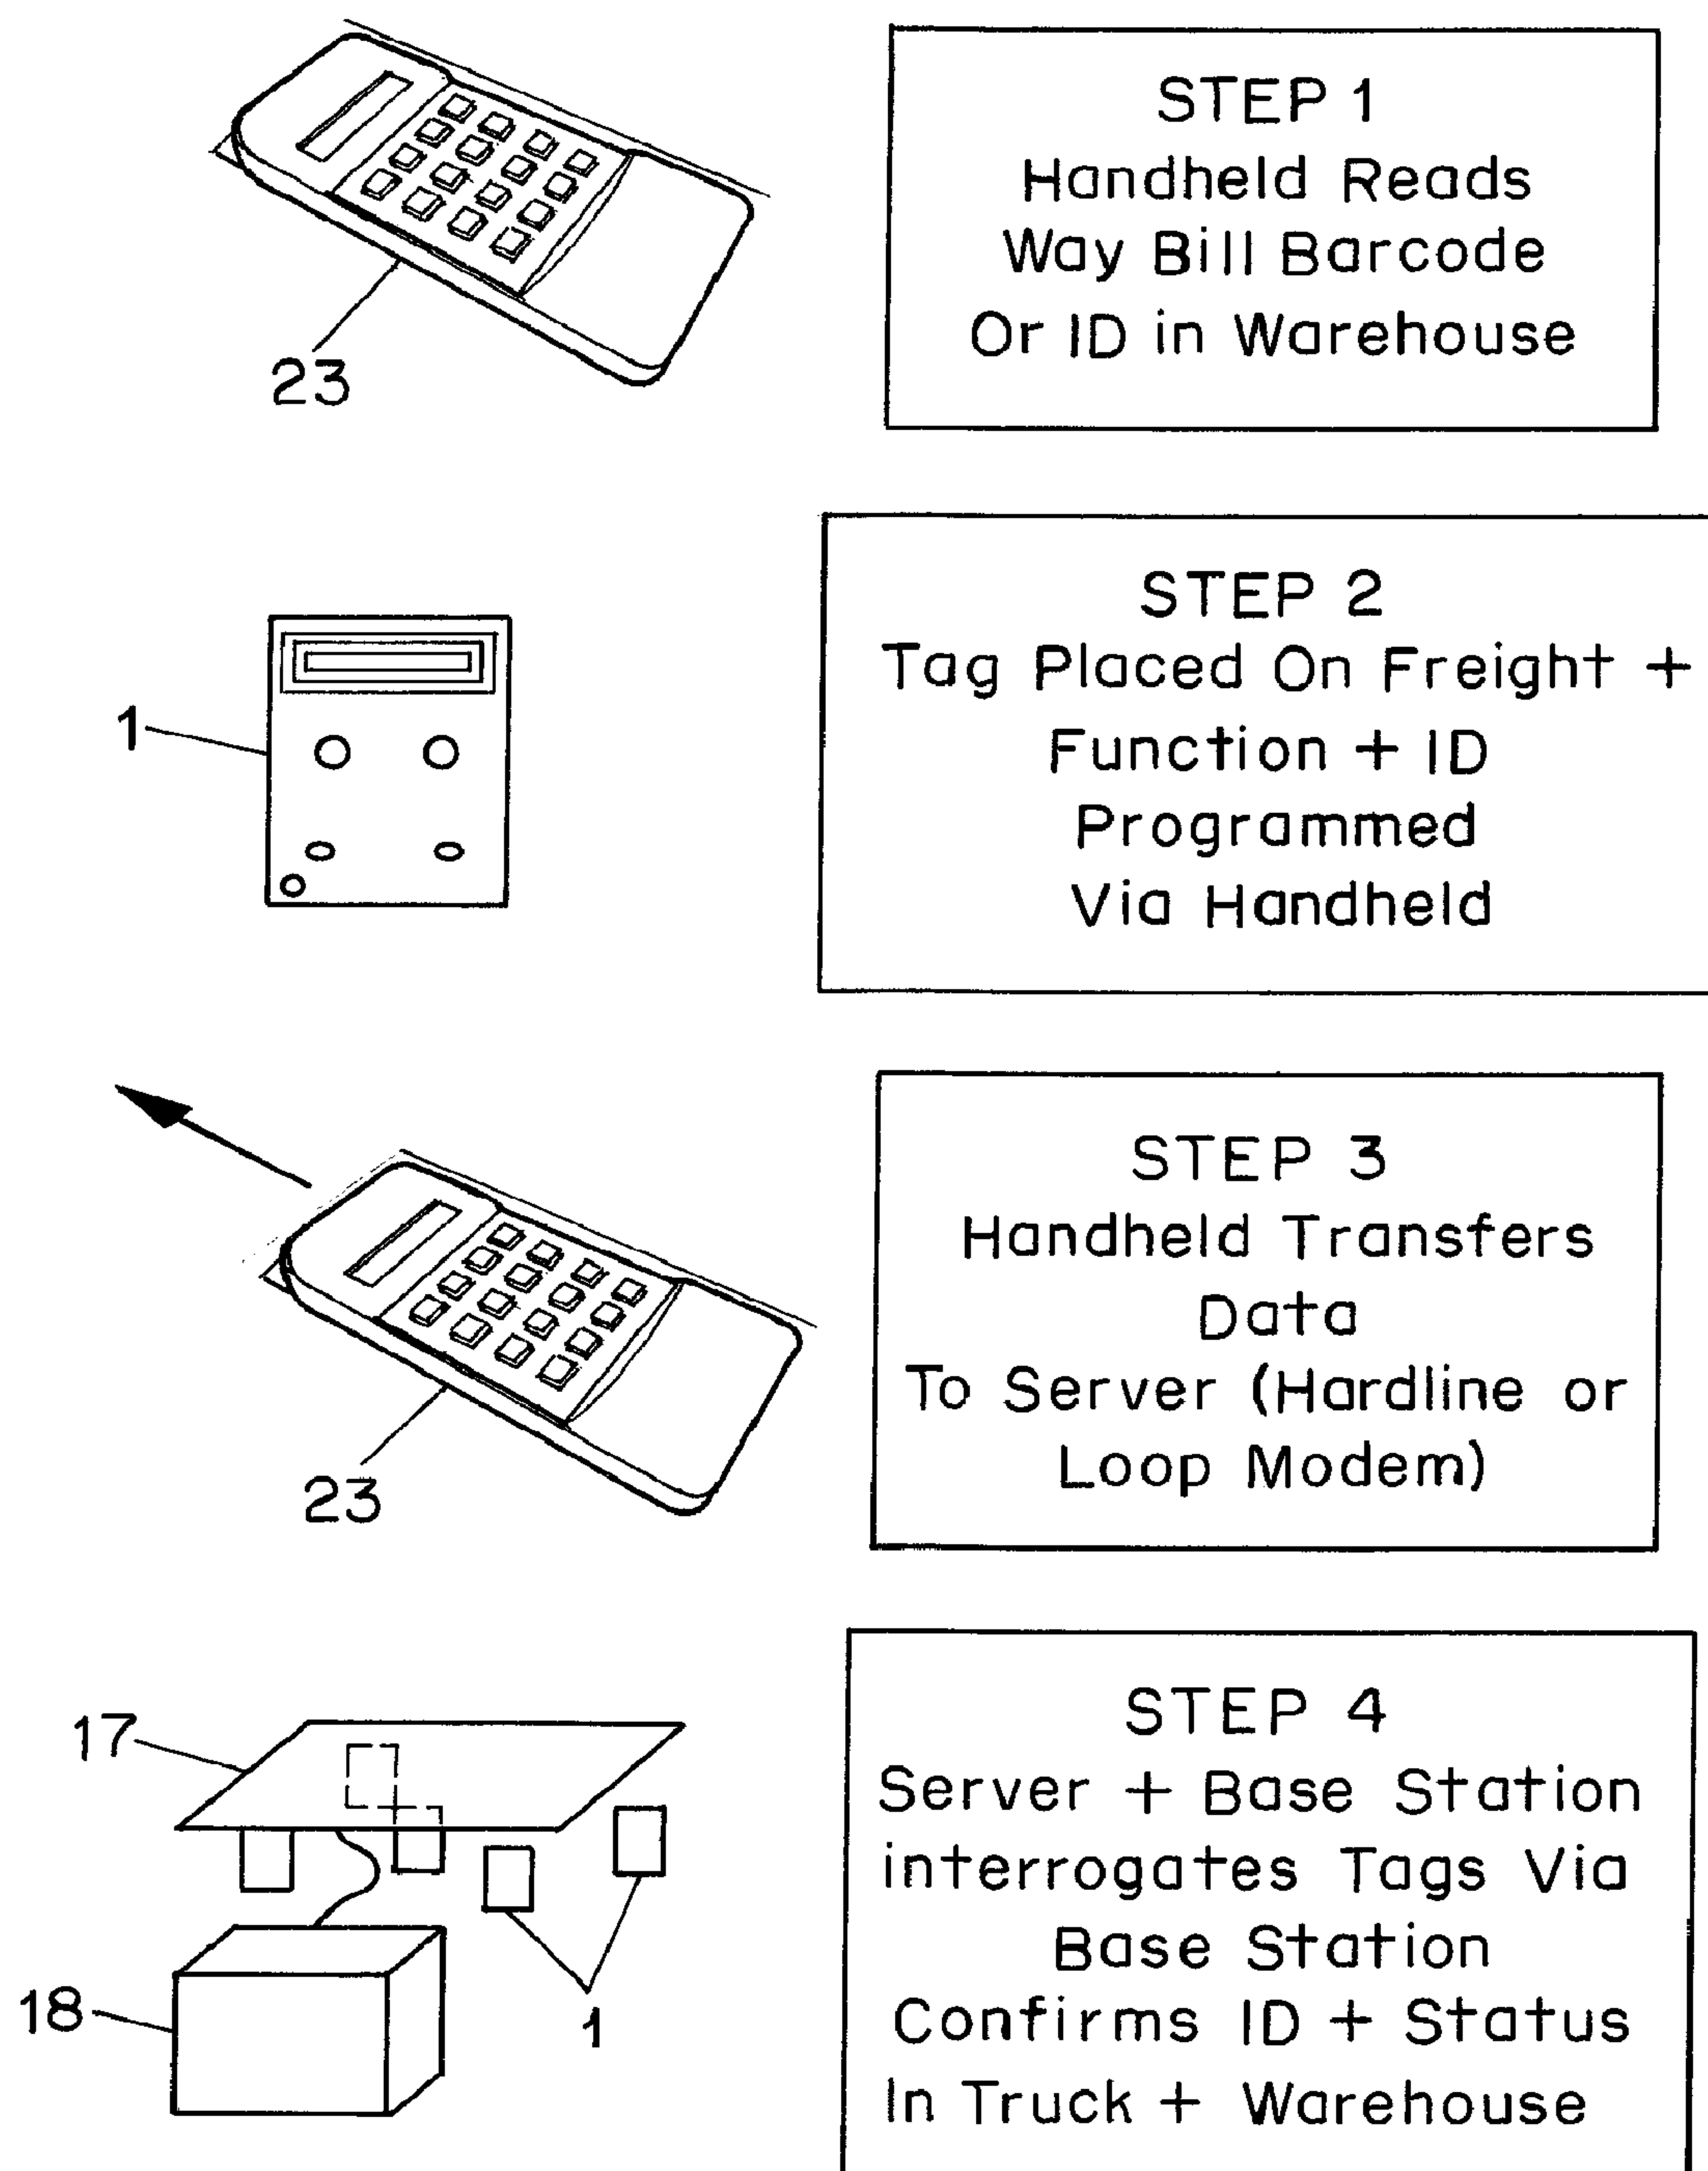 STEP 1
Handheld Reads
Way Bill Barcode
Or ID in Warehouse
23
STEP 2
Tag Placed On Freight +
Function + ID
Programmed
Via Handheld
1
STEP 3
Handheld Transfers
Data
To Server (Hardline or
Loop Modem)
23
STEP 4
Server + Base Station
interrogates Tags Via
Base Station
Confirms ID + Status
In Truck + Warehouse
17
18
1